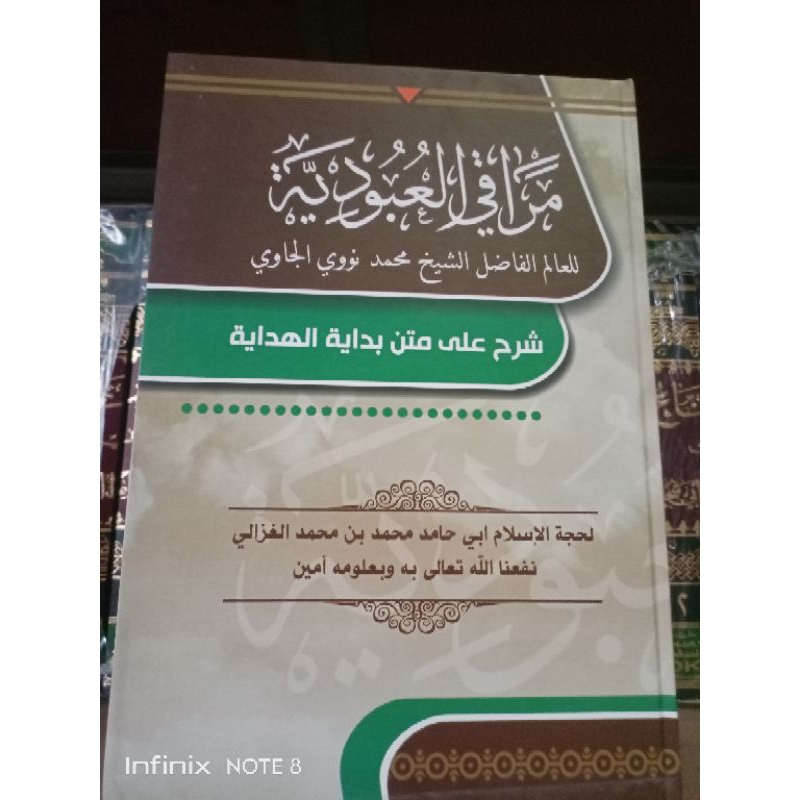 مَرَاقِي العُبُودِيَّة
للعالم الفاضل الشيخ محمد نووي الجاوي
شرح على متن بداية الهداية
لحجة الإسلام ابي حامد محمد بن محمد الغزالي
نفعنا الله تعالى به وبعلومه أمين
Infinix NOTE 8